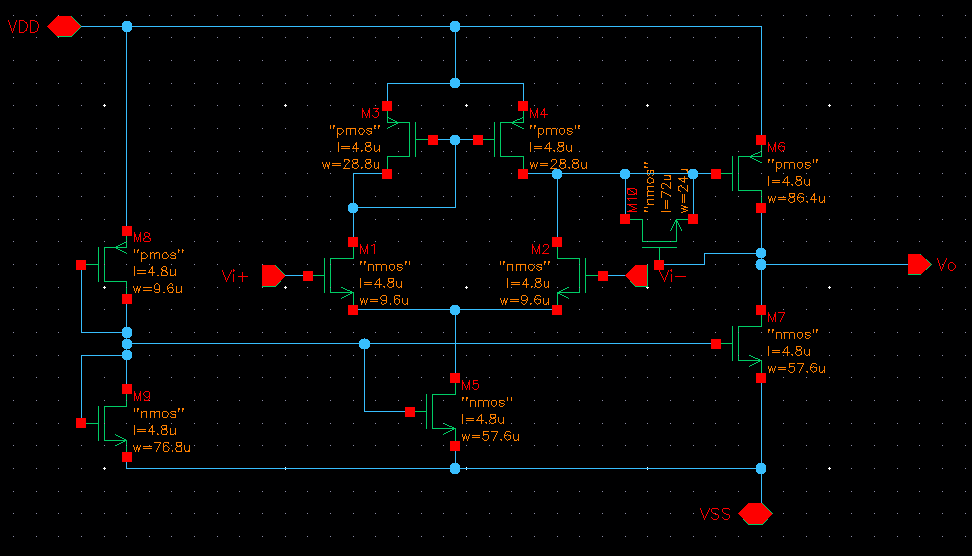 VDD
M3
"pmos"
l=4.8u
w=28.8u
M4
"pmos"
l=4.8u
w=28.8u
M6
"pmos"
l=4.8u
w=86.4u
M10
"nmos"
l=72u
w=24u
M8
"pmos"
l=4.8u
w=9.6u
Vi+
M1
"nmos"
l=4.8u
w=9.6u
M2
"nmos"
l=4.8u
w=9.6u
Vi-
Vo
M7
"nmos"
l=4.8u
w=57.6u
M9
"nmos"
l=4.8u
w=76.8u
M5
"nmos"
l=4.8u
w=57.6u
VSS